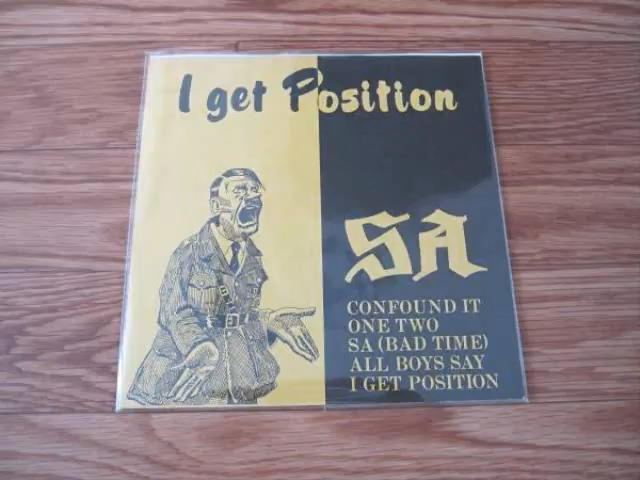 I get Position
SA
CONFOUND IT
ONE TWO
SA (BAD TIME)
ALL BOYS SAY
I GET POSITION